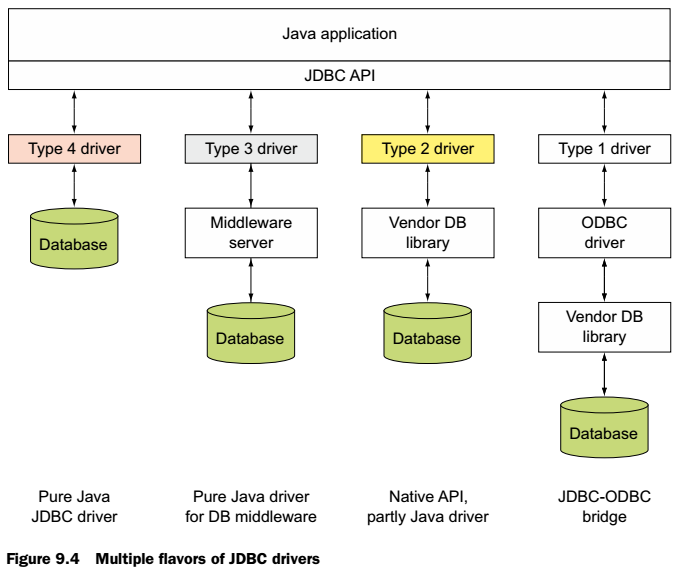 Java application
JDBC API
Type 4 driver
Type 3 driver
Type 2 driver
Type 1 driver
Database
Middleware
server
Vendor DB
library
ODBC
driver
Database
Database
Vendor DB
library
Database
Pure Java
JDBC driver
Pure Java driver
for DB middleware
Native API,
partly Java driver
JDBC-ODBC
bridge
Figure 9.4 Multiple flavors of JDBC drivers